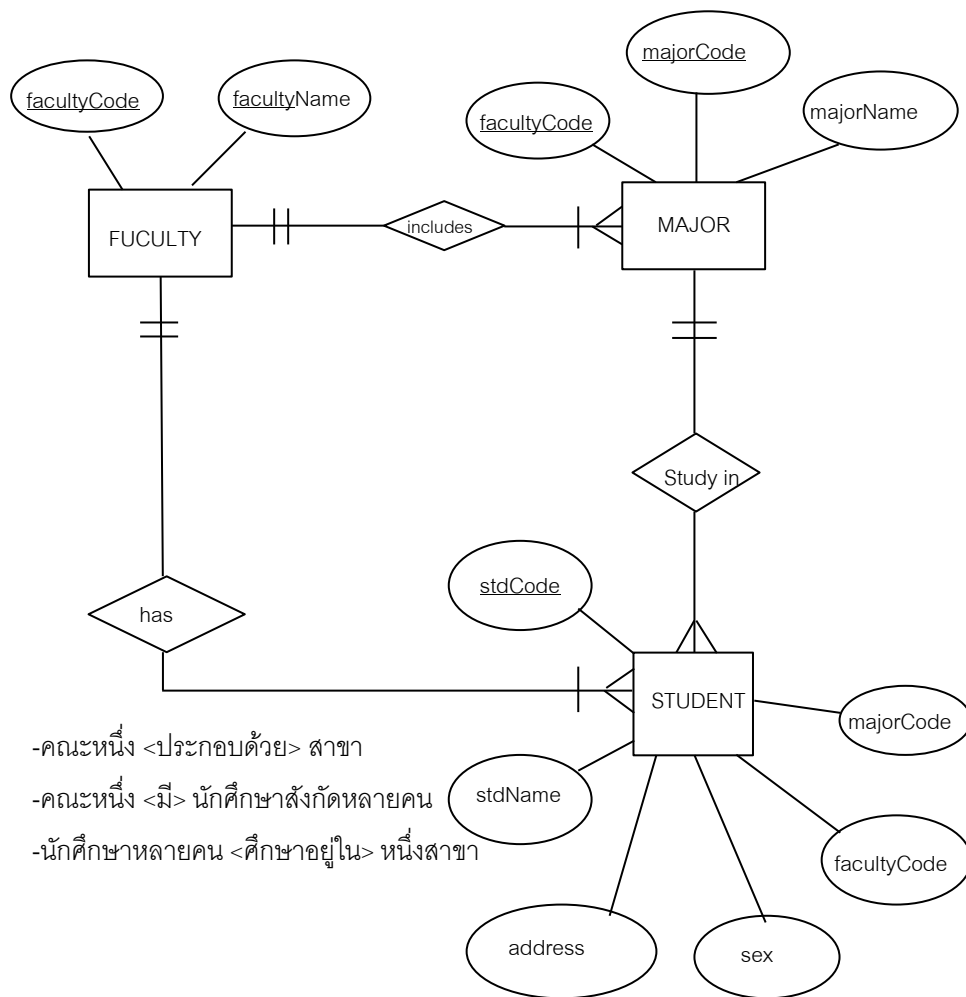 majorCode
facultyCode
facultyName
facultyCode
majorName
FUCULTY
includes
MAJOR
Study in
stdCode
has
STUDENT
majorCode
-คณะหนึ่ง <ประกอบด้วย> สาขา
-คณะหนึ่ง <มี> นักศึกษาสังกัดหลายคน
stdName
-นักศึกษาหลายคน <ศึกษาอยู่ใน> หนึ่งสาขา
facultyCode
address
sex